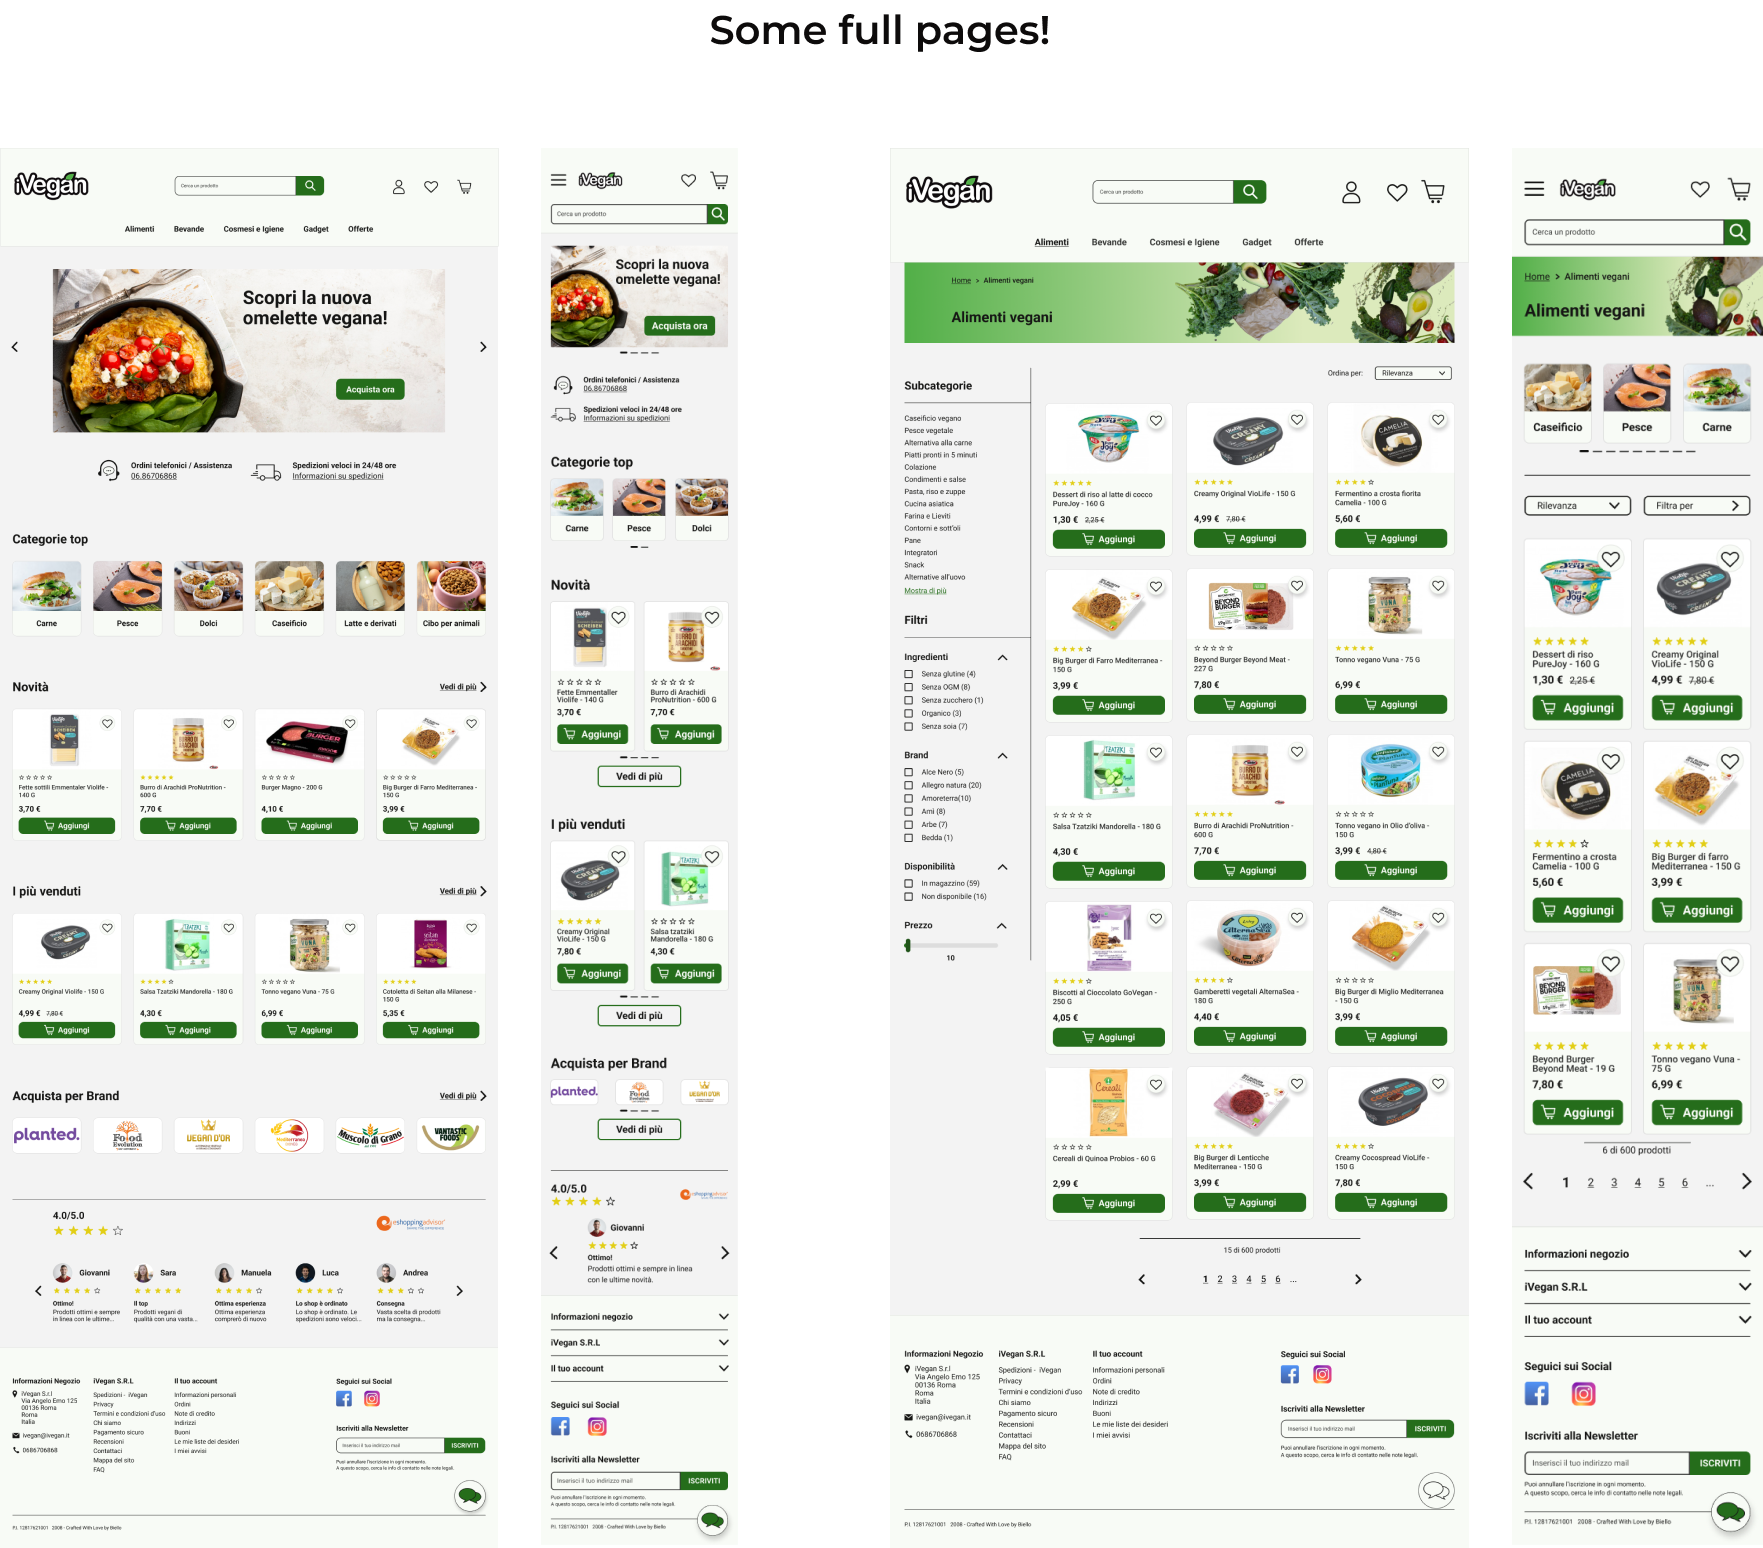 Some full pages!
iVegan
Cerca un prodotto
Alimenti
Bevande
Cosmesi e Igiene
Gadget
Offerte
Scopri la nuova
omelette vegana!
Acquista ora
Ordini telefonici / Assistenza
06.86706868
Spedizioni veloci in 24/48 ore
Informazioni su spedizioni
Categorie top
Carne
Pesce
Dolci
Caseificio
Latte e derivati
Cibo per animali
Novità
Vedi di più
Fette sottili Emmentaler Violife -
140 G
3,70 €
Aggiungi
Burro di Arachidi ProNutrition -
600 G
7,70 €
Aggiungi
Burger Magno - 200 G
4,10 €
Aggiungi
Big Burger di Farro Mediterranea -
150 G
3,99 €
Aggiungi
I più venduti
Vedi di più
Creamy Original Violife - 150 G
4,99 € 7,80 €
Aggiungi
Salsa Tzatziki Mandorella - 180 G
4,30 €
Aggiungi
Tonno vegano Vuna - 75 G
6,99 €
Aggiungi
Cotoletta di Seitan alla Milanese -
150 G
5,35 €
Aggiungi
Acquista per Brand
Vedi di più
planted.
Food
Evolution
VEGAN D'OR
Mediterranea
Muscolo di Grano
VANTASTIC
FOODS
4.0/5.0
eshoppingadvisor
Giovanni
Ottimo!
Prodotti ottimi e sempre
in linea con le ultime...
Sara
Il top
Prodotti vegani di
qualità con una vasta...
Manuela
Ottima esperienza
Ottima esperienza
comprerò di nuovo
Luca
Lo shop è ordinato
Lo shop è ordinato. Le
spedizioni sono veloci...
Andrea
Consegna
Vasta scelta di prodotti
ma la consegna...
Informazioni Negozio
iVegan S.r.l
Via Angelo Emo 125
00136 Roma
Roma
Italia
ivegan@ivegan.it
0686706868
iVegan S.R.L
Spedizioni - iVegan
Privacy
Termini e condizioni d'uso
Chi siamo
Pagamento sicuro
Recensioni
Contattaci
Mappa del sito
FAQ
Il tuo account
Informazioni personali
Ordini
Note di credito
Indirizzi
Buoni
Le mie liste dei desideri
I miei avvisi
Seguici sui Social
Iscriviti alla Newsletter
Inserisci il tuo indirizzo mail
ISCRIVITI
Puoi annullare l'iscrizione in ogni momento.
A questo scopo, cerca le info di contatto nelle note legali.
P.I. 12817621001 2008 - Crafted With Love by Biello
iVegan
Cerca un prodotto
Scopri la nuova
omelette vegana!
Acquista ora
Ordini telefonici / Assistenza
06.86706868
Spedizioni veloci in 24/48 ore
Informazioni su spedizioni
Categorie top
Carne
Pesce
Dolci
Novità
Fette Emmentaler
Violife - 140 G
3,70 €
Aggiungi
Burro di Arachidi
ProNutrition - 600 G
7,70 €
Aggiungi
Vedi di più
I più venduti
Creamy Original
VioLife - 150 G
7,80 €
Aggiungi
Salsa tzatziki
Mandorella - 180 G
4,30 €
Aggiungi
Vedi di più
Acquista per Brand
planted.
Food
Evolution
VEGAN D'OR
Vedi di più
4.0/5.0
eshoppingadvisor
Giovanni
Ottimo!
Prodotti ottimi e sempre in linea
con le ultime novità.
Informazioni negozio
iVegan S.R.L
Il tuo account
Seguici sui Social
Iscriviti alla Newsletter
Inserisci il tuo indirizzo mail
ISCRIVITI
Puoi annullare l'iscrizione in ogni momento.
A questo scopo, cerca le info di contatto nelle note legali.
P.I. 12817621001 2008 - Crafted With Love by Biello
iVegan
Cerca un prodotto
Alimenti
Bevande
Cosmesi e Igiene
Gadget
Offerte
Home > Alimenti vegani
Alimenti vegani
Subcategorie
Caseificio vegano
Pesce vegetale
Alternativa alla carne
Piatti pronti in 5 minuti
Colazione
Condimenti e salse
Pasta, riso e zuppe
Cucina asiatica
Farina e Lieviti
Contorni e sott'oli
Pane
Integratori
Snack
Alternative all'uovo
Mostra di più
Filtri
Ingredienti
Senza glutine (4)
Senza OGM (8)
Senza zucchero (1)
Organico (3)
Senza soia (7)
Brand
Alce Nero (5)
Allegro natura (20)
Amoreterra(10)
Ami (8)
Arbe (7)
Bedda (1)
Disponibilità
In magazzino (59)
Non disponibile (16)
Prezzo
10
Ordina per:
Rilevanza
Dessert di riso al latte di cocco
PureJoy - 160 G
1,30 € 2,25 €
Aggiungi
Creamy Original VioLife - 150 G
4,99 € 7,80 €
Aggiungi
Fermentino a crosta fiorita
Camelia - 100 G
5,60 €
Aggiungi
Big Burger di Farro Mediterranea -
150 G
3,99 €
Aggiungi
Beyond Burger Beyond Meat -
227 G
7,80 €
Aggiungi
Tonno vegano Vuna - 75 G
6,99 €
Aggiungi
Salsa Tzatziki Mandorella - 180 G
4,30 €
Aggiungi
Burro di Arachidi ProNutrition -
600 G
7,70 €
Aggiungi
Tonno vegano in Olio d'oliva -
150 G
3,99 € 4,80 €
Aggiungi
Biscotti al Cioccolato GoVegan -
250 G
4,05 €
Aggiungi
Gamberetti vegetali AlternaSea -
180 G
4,40 €
Aggiungi
Big Burger di Miglio Mediterranea
- 150 G
3,99 €
Aggiungi
Cereali di Quinoa Probios - 60 G
2,99 €
Aggiungi
Big Burger di Lenticche
Mediterranea - 150 G
3,99 €
Aggiungi
Creamy Cocospread VioLife -
150 G
7,80 €
Aggiungi
15 di 600 prodotti
1 2 3 4 5 6 ...
Informazioni Negozio
iVegan S.r.l
Via Angelo Emo 125
00136 Roma
Roma
Italia
ivegan@ivegan.it
0686706868
iVegan S.R.L
Spedizioni - iVegan
Privacy
Termini e condizioni d'uso
Chi siamo
Pagamento sicuro
Recensioni
Contattaci
Mappa del sito
FAQ
Il tuo account
Informazioni personali
Ordini
Note di credito
Indirizzi
Buoni
Le mie liste dei desideri
I miei avvisi
Seguici sui Social
Iscriviti alla Newsletter
Inserisci il tuo indirizzo mail
ISCRIVITI
Puoi annullare l'iscrizione in ogni momento.
A questo scopo, cerca le info di contatto nelle note legali.
P.I. 12817621001 2008 - Crafted With Love by Biello
iVegan
Cerca un prodotto
Home > Alimenti vegani
Alimenti vegani
Caseificio
Pesce
Carne
Rilevanza
Filtra per
Dessert di riso
PureJoy - 160 G
1,30 € 2,25 €
Aggiungi
Creamy Original
VioLife - 150 G
4,99 € 7,80 €
Aggiungi
Fermentino a crosta
Camelia - 100 G
5,60 €
Aggiungi
Big Burger di farro
Mediterranea - 150 G
3,99 €
Aggiungi
Beyond Burger
Beyond Meat - 19 G
7,80 €
Aggiungi
Tonno vegano Vuna -
75 G
6,99 €
Aggiungi
6 di 600 prodotti
1 2 3 4 5 6 ...
Informazioni negozio
iVegan S.R.L
Il tuo account
Seguici sui Social
Iscriviti alla Newsletter
Inserisci il tuo indirizzo mail
ISCRIVITI
Puoi annullare l'iscrizione in ogni momento.
A questo scopo, cerca le info di contatto nelle note legali.
P.I. 12817621001 2008 - Crafted With Love by Biello